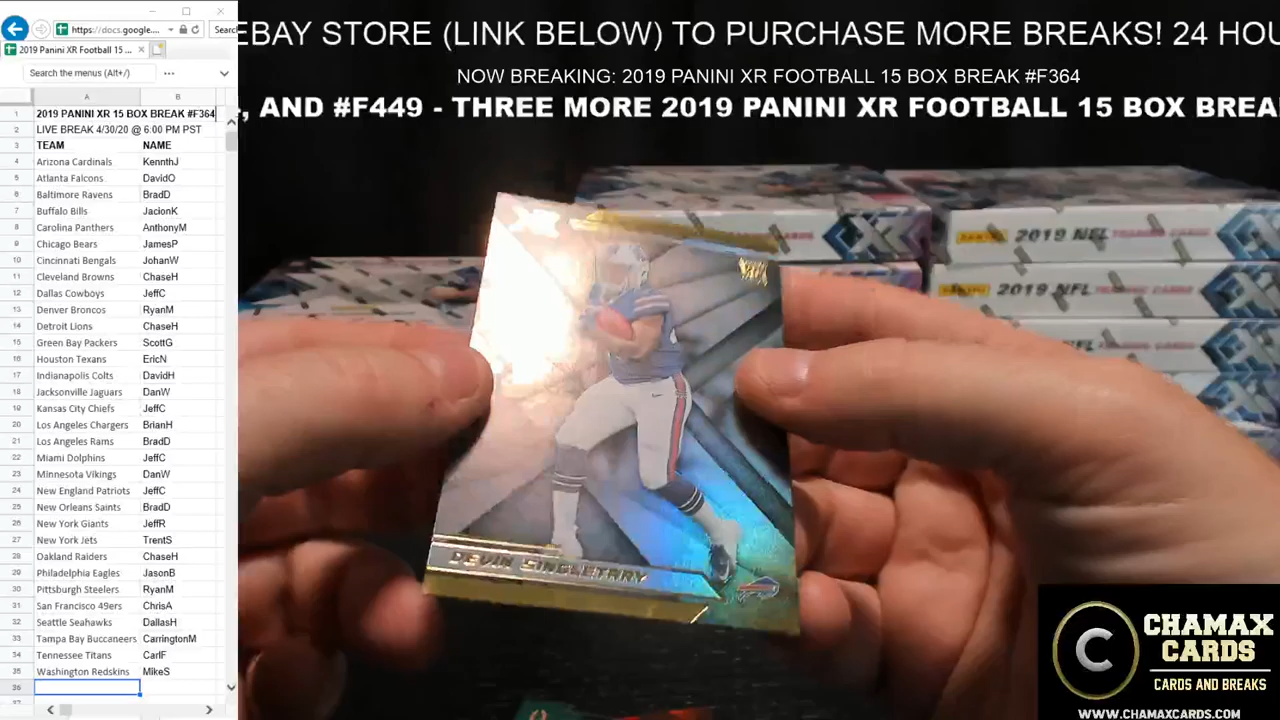 https://docs.google.com/ Searc
2019 Panini XR Football 15 ...
Search the menus (Alt+/)
A B
1 2019 PANINI XR 15 BOX BREAK #F364
2 LIVE BREAK 4/30/20 @ 6:00 PM PST
3 TEAM NAME
4 Arizona Cardinals KennthJ
5 Atlanta Falcons DavidO
6 Baltimore Ravens BradD
7 Buffalo Bills JacionK
8 Carolina Panthers AnthonyM
9 Chicago Bears JamesP
10 Cincinnati Bengals JohanW
11 Cleveland Browns ChaseH
12 Dallas Cowboys JeffC
13 Denver Broncos RyanM
14 Detroit Lions ChaseH
15 Green Bay Packers ScottG
16 Houston Texans EricN
17 Indianapolis Colts DavidH
18 Jacksonville Jaguars DanW
19 Kansas City Chiefs JeffC
20 Los Angeles Chargers BrianH
21 Los Angeles Rams BradD
22 Miami Dolphins JeffC
23 Minnesota Vikings DanW
24 New England Patriots JeffC
25 New Orleans Saints BradD
26 New York Giants JeffR
27 New York Jets TrentS
28 Oakland Raiders ChaseH
29 Philadelphia Eagles JasonB
30 Pittsburgh Steelers RyanM
31 San Francisco 49ers ChrisA
32 Seattle Seahawks DallasH
33 Tampa Bay Buccaneers CarringtonM
34 Tennessee Titans CarlF
35 Washington Redskins MikeS
36
EBAY STORE (LINK BELOW) TO PURCHASE MORE BREAKS! 24 HOU
NOW BREAKING: 2019 PANINI XR FOOTBALL 15 BOX BREAK #F364
, AND #F449 - THREE MORE 2019 PANINI XR FOOTBALL 15 BOX BREA
PANINI 2019 NFL TRADING CARDS XR
2019 NFL TRADING CARDS
2019 NFL
DEVIN SINGLETARY
C
CHAMAX
CARDS
CARDS AND BREAKS
WWW.CHAMAXCARDS.COM